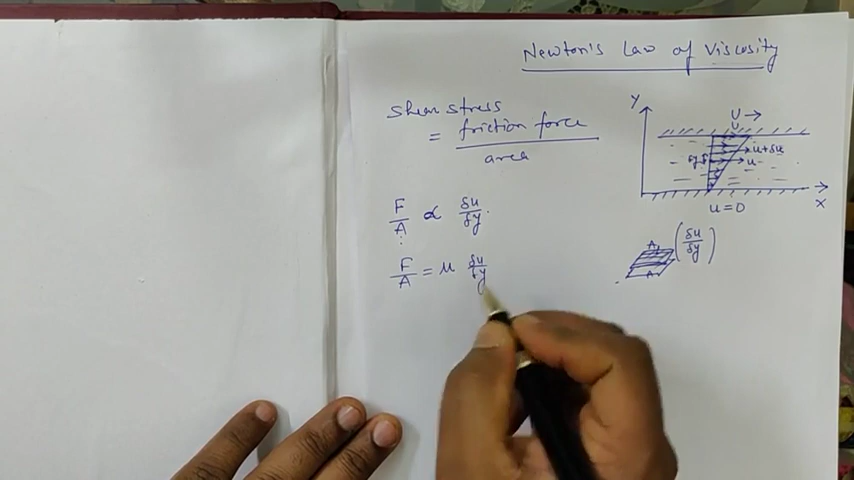 Newton's Law of Viscosity
Shear stress
= friction force
area
F/A ∝ δu/δy.
F/A = μ δu/δy
Y
U →
U
u+δu
δy
u
x
u=0
(δu/δy)
A
A